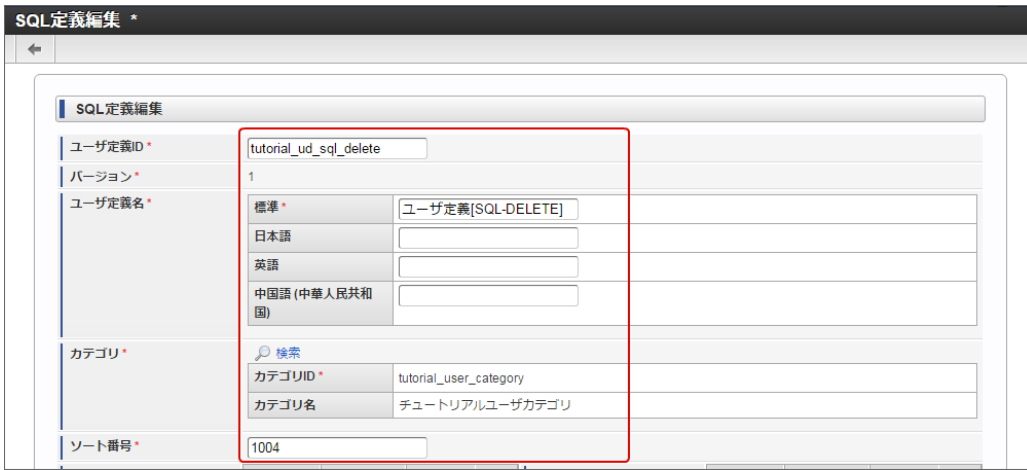 SQL定義編集 *
SQL定義編集
ユーザ定義ID * tutorial_ud_sql_delete
バージョン * 1
ユーザ定義名 * 標準 * ユーザ定義[SQL-DELETE]
日本語
英語
中国語 (中華人民共和
国)
カテゴリ * 検索
カテゴリID * tutorial_user_category
カテゴリ名 チュートリアルユーザカテゴリ
ソート番号 * 1004